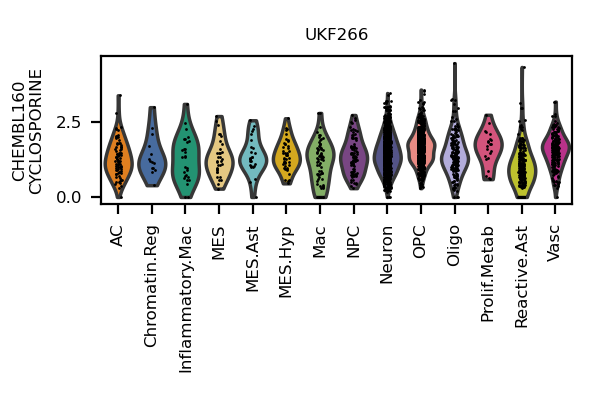 UKF266
CHEMBL160
CYCLOSPORINE
2.5
0.0
AC
Chromatin.Reg
Inflammatory.Mac
MES
MES.Ast
MES.Hyp
Mac
NPC
Neuron
OPC
Oligo
Prolif.Metab
Reactive.Ast
Vasc